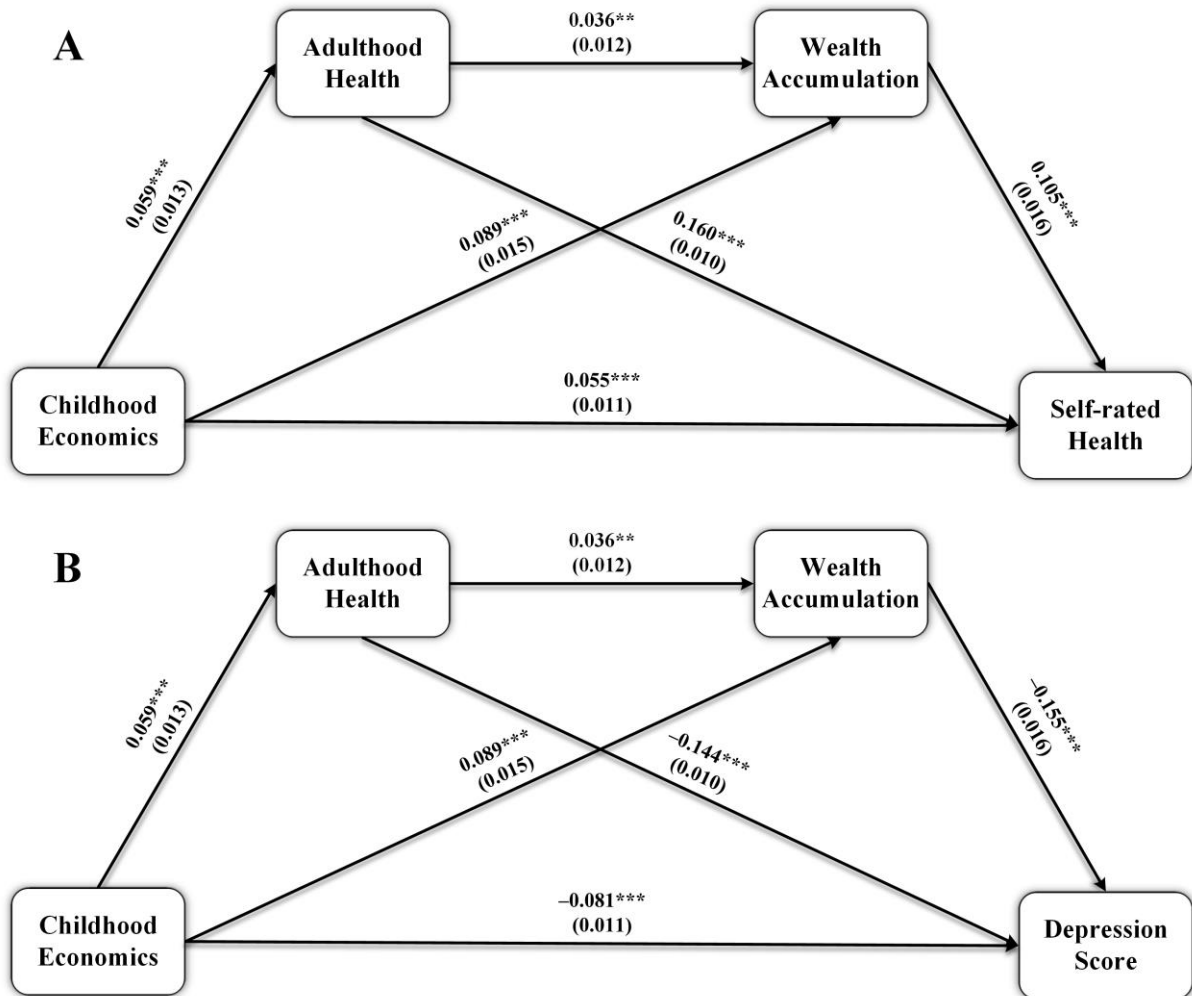 A
Adulthood
Health
0.036**
(0.012)
Wealth
Accumulation
0.059***
(0.013)
0.089***
(0.015)
0.160***
(0.010)
0.105***
(0.016)
Childhood
Economics
0.055***
(0.011)
Self-rated
Health
B
Adulthood
Health
0.036**
(0.012)
Wealth
Accumulation
0.059***
(0.013)
0.089***
(0.015)
–0.144***
(0.010)
–0.155***
(0.016)
Childhood
Economics
–0.081***
(0.011)
Depression
Score